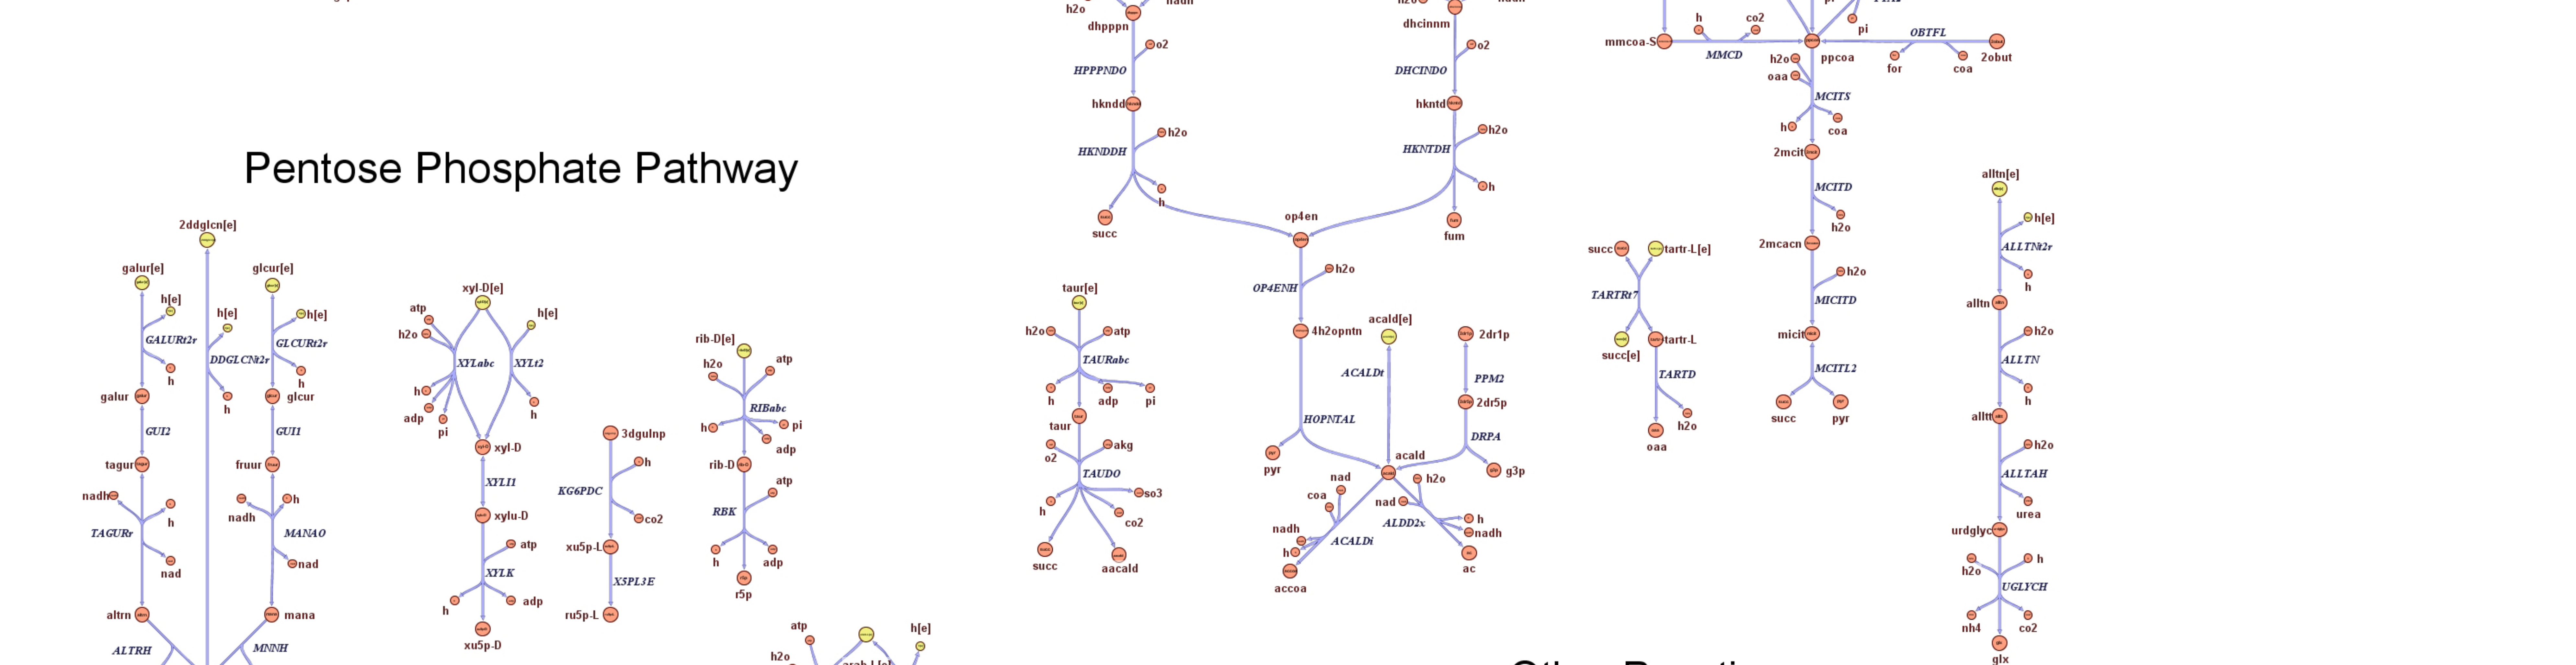 h2o
dhpppn
o2
HPPPNDO
hkndd
h2o
HKNDDH
h
succ
dhcinnm
o2
DHCINDO
hkntd
h2o
HKNTDH
h
fum
op4en
h2o
OP4ENH
4h2opntn
HOPNTAL
pyr
acald[e]
ACALDt
2dr1p
PPM2
2dr5p
DRPA
g3p
acald
nad
coa
nadh
h
ACALDi
accoa
h2o
nad
ALDD2x
h
nadh
ac
mmcoa-S
h
co2
MMCD
pi
OBTFL
for
coa
2obut
ppcoa
h2o
oaa
MCITS
h
coa
2mcit
MCITD
h2o
2mcacn
h2o
MICITD
micit
MCITL2
succ
pyr
succ
tartr-L[e]
TARTRt7
succ[e]
tartr-L
TARTD
h2o
oaa
alltn[e]
h[e]
ALLTNt2r
h
alltn
h2o
ALLTN
h
alltt
h2o
ALLTAH
urea
urdglyc
h2o
h
UGLYCH
nh4
co2
glx
Pentose Phosphate Pathway
2ddglcn[e]
h[e]
DDGLCNt2r
h
galur[e]
h[e]
GALURt2r
h
galur
GUI2
tagur
nadh
h
TAGURr
nad
altrn
ALTRH
glcur[e]
h[e]
GLCURt2r
h
glcur
GUI1
fruur
nadh
h
MANAO
nad
mana
MNNH
xyl-D[e]
atp
h2o
h[e]
XYLabc
XYLt2
h
adp
pi
h
xyl-D
XYLI1
xylu-D
atp
XYLK
h
adp
xu5p-D
3dgulnp
h
KG6PDC
co2
xu5p-L
X5PL3E
ru5p-L
rib-D[e]
h2o
atp
RIBabc
h
pi
adp
rib-D
atp
RBK
h
adp
r5p
atp
h2o
h[e]
taur[e]
h2o
atp
TAURabc
h
adp
pi
taur
o2
akg
TAUDO
h
so3
co2
succ
aacald